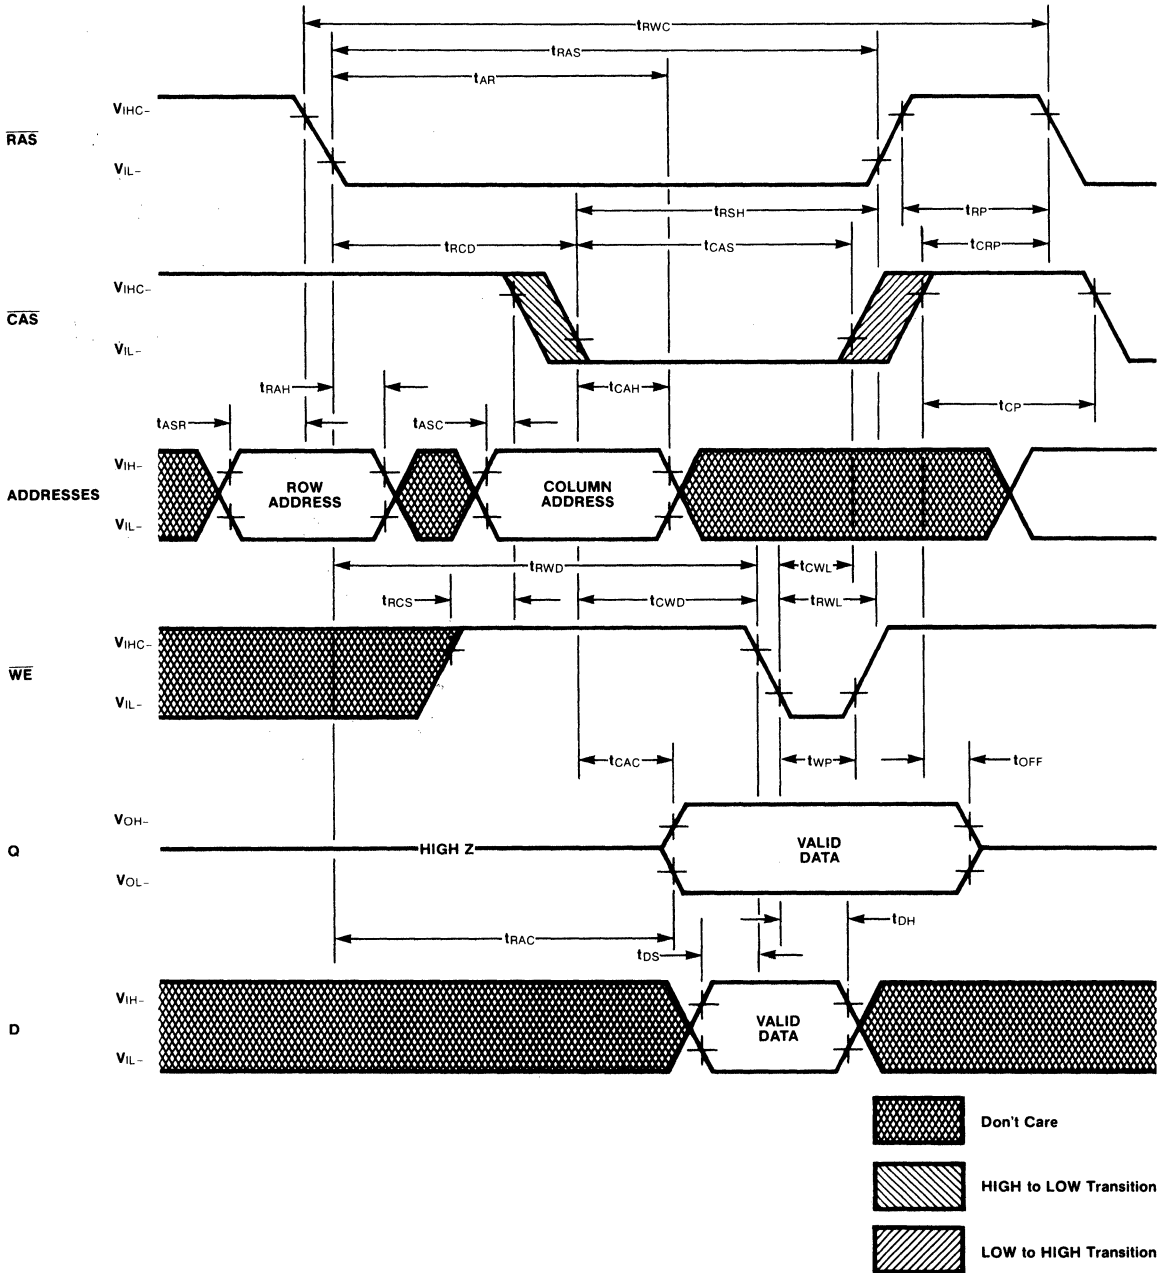 tRWC
tRAS
tAR
RAS
VIHC–
VIL–
tRSH
tRP
tRCD
tCAS
tCRP
CAS
VIHC–
VIL–
tRAH
tCAH
tCP
tASR
tASC
ADDRESSES
VIH–
VIL–
ROW
ADDRESS
COLUMN
ADDRESS
tRWD
tCWL
tRCS
tCWD
tRWL
WE
VIHC–
VIL–
tCAC
tWP
tOFF
Q
VOH–
VOL–
HIGH Z
VALID
DATA
tDH
tRAC
tDS
D
VIH–
VIL–
VALID
DATA
Don't Care
HIGH to LOW Transition
LOW to HIGH Transition